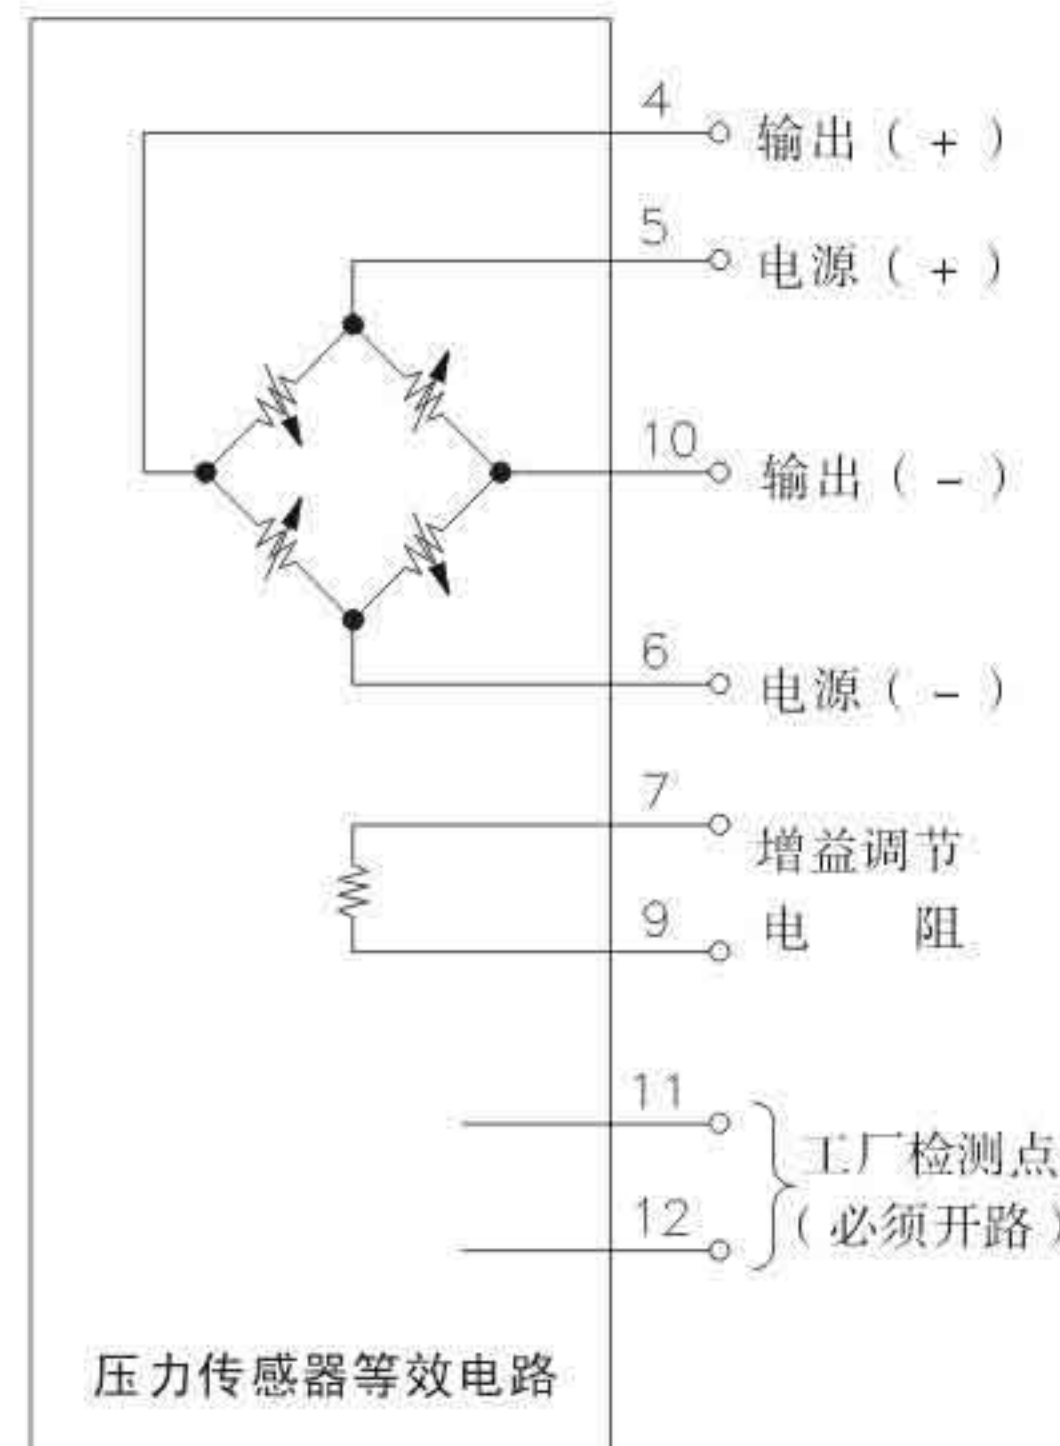 4
输出（+）
5
电源（+）
10
输出（-）
6
电源（-）
7
增益调节
9
电 阻
11
工厂检测点
12
（必须开路）
压力传感器等效电路